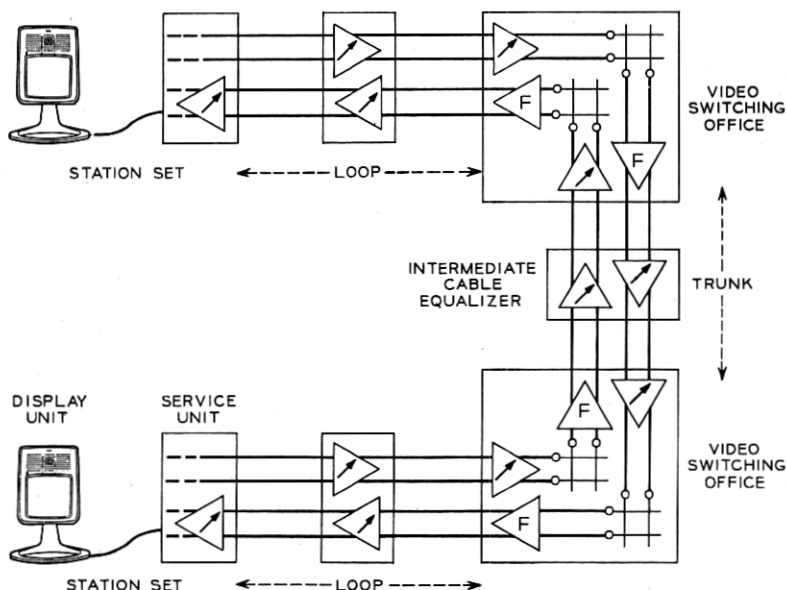 F
VIDEO
SWITCHING
OFFICE
STATION SET
LOOP
F
INTERMEDIATE
CABLE
EQUALIZER
TRUNK
DISPLAY
UNIT
SERVICE
UNIT
F
VIDEO
SWITCHING
OFFICE
F
STATION SET
LOOP